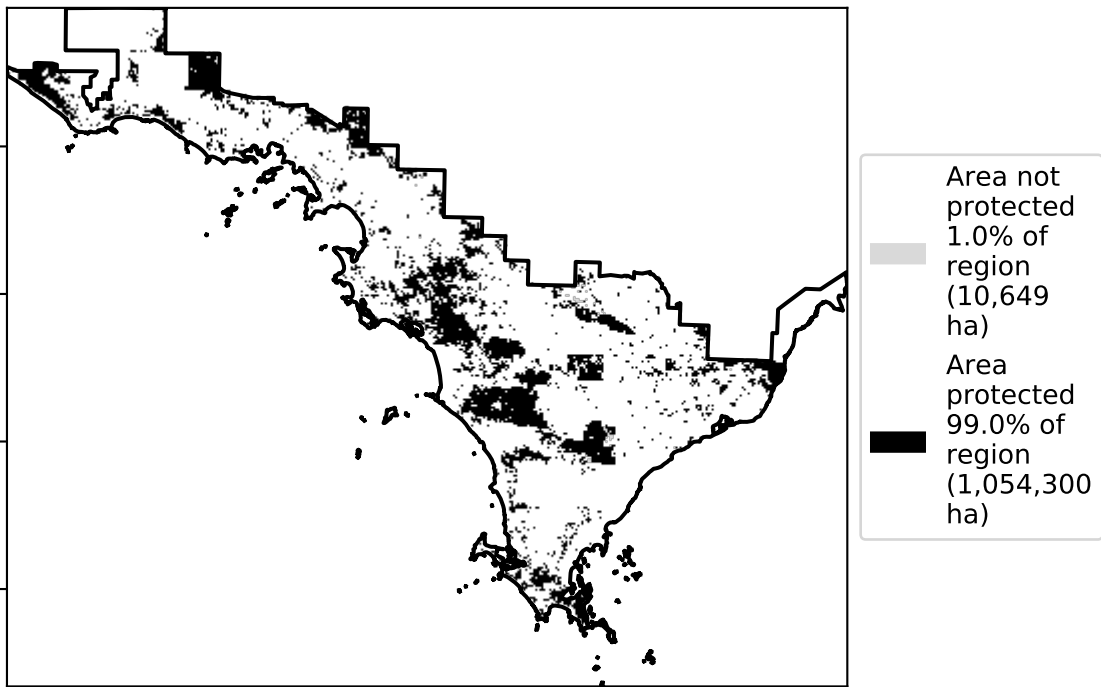 Area not
protected
1.0% of
region
(10,649
ha)
Area
protected
99.0% of
region
(1,054,300
ha)